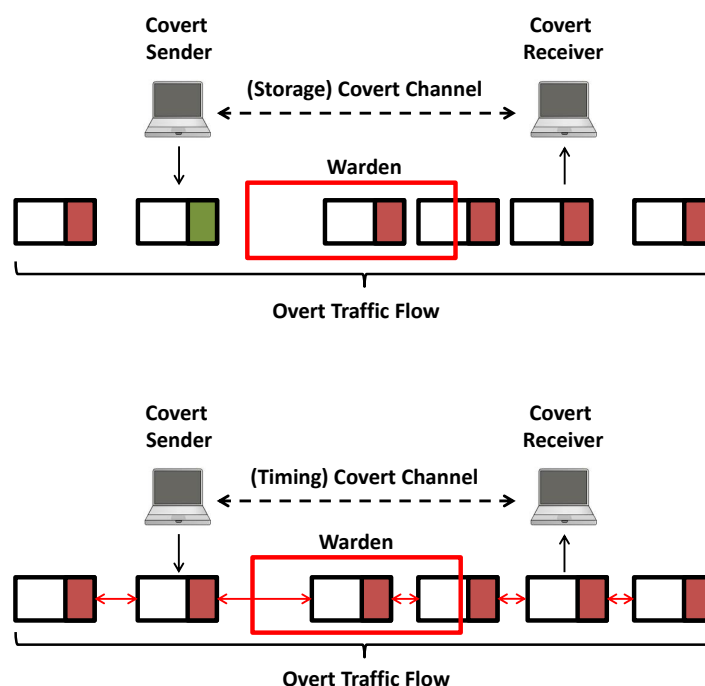 Covert
Sender
Covert
Receiver
(Storage) Covert Channel
Warden
Overt Traffic Flow
Covert
Sender
Covert
Receiver
(Timing) Covert Channel
Warden
Overt Traffic Flow